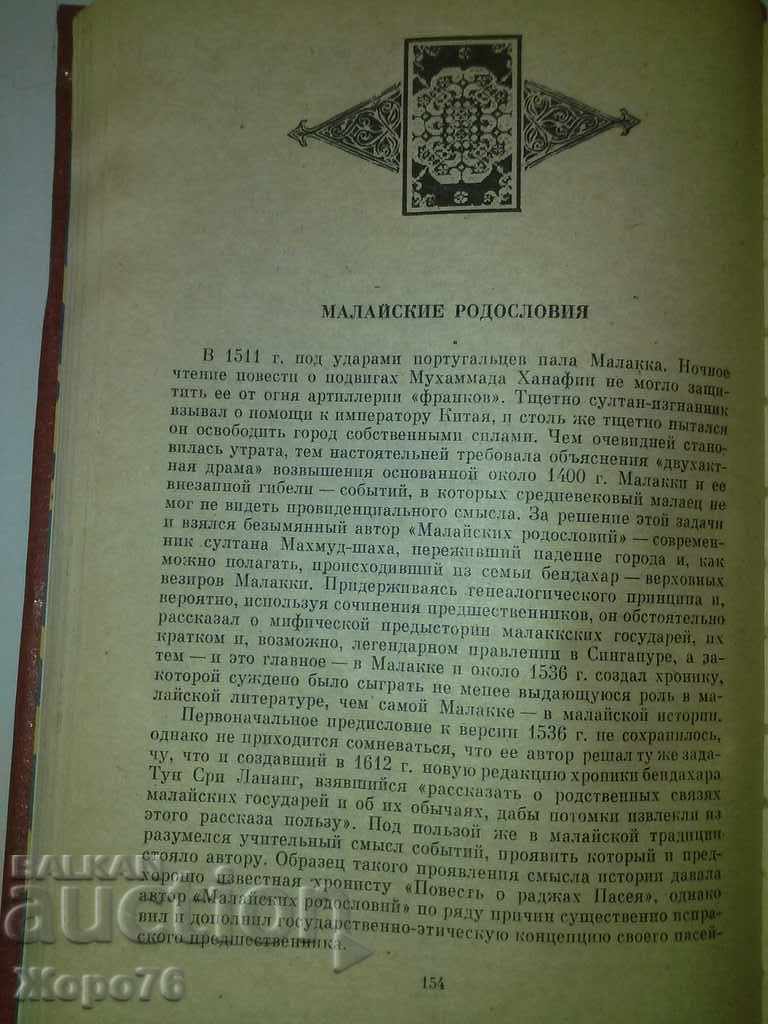 МАЛАЙСКИЕ РОДОСЛОВИЯ
В 1511 г. под ударами португальцев пала Малакка. Ночное
чтение повести о подвигах Мухаммада Ханафии не могло защи-
тить ее от огня артиллерии «франков». Тщетно султан-изгнанник
взывал о помощи к императору Китая, и столь же тщетно пытался
он освободить город собственными силами. Чем очевидней стано-
вилась утрата, тем настоятельней требовала объяснения «двухакт-
ная драма» возвышения основанной около 1400 г. Малакки и ее
внезапной гибели — событий, в которых средневековый малаец не
мог не видеть провиденциального смысла. За решение этой задачи
и взялся безымянный автор «Малайских родословий» — современ-
ник султана Махмуд-шаха, переживший падение города и, как
можно полагать, происходивший из семьи бендахар — верховных
везиров Малакки. Придерживаясь генеалогического принципа и,
вероятно, используя сочинения предшественников, он обстоятельно
рассказал о мифической предыстории малаккских государей, их
кратком и, возможно, легендарном правлении в Сингапуре, а за-
тем — и это главное — в Малакке и около 1536 г. создал хронику,
которой суждено было сыграть не менее выдающуюся роль в ма-
лайской литературе, чем самой Малакке — в малайской истории.
Первоначальное предисловие к версии 1536 г. не сохранилось,
однако не приходится сомневаться, что ее автор решал ту же зада-
чу, что и создавший в 1612 г. новую редакцию хроники бендахара
Тун Сри Лананг, взявшийся «рассказать о родственных связях
малайских государей и об их обычаях, дабы потомки извлекли из
этого рассказа пользу». Под пользой же в малайской традиции
разумелся учительный смысл событий, проявить который и пред-
стояло автору. Образец такого проявления смысла истории давала
хорошо известная хронисту «Повесть о раджах Пасея», однако
автор «Малайских родословий» по ряду причин существенно испра-
вил и дополнил государственно-этическую концепцию своего пасей-
ского предшественника.
154
BALKAN
auction
Жоро76